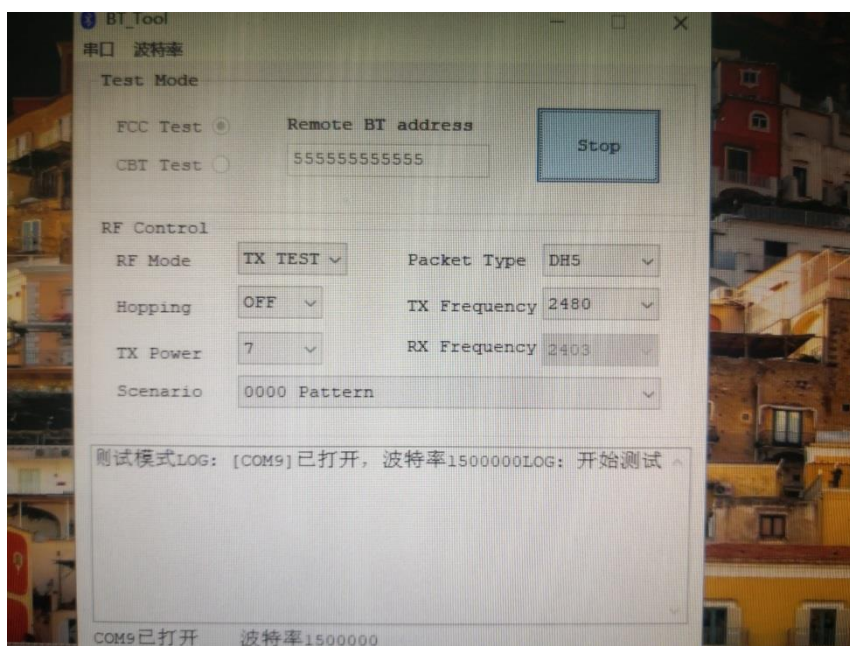 BT_Tool
串口 波特率
Test Mode
FCC Test Remote BT address
Stop
CBT Test 555555555555
RF Control
RF Mode TX TEST Packet Type DH5
Hopping OFF TX Frequency 2480
TX Power 7 RX Frequency 2403
Scenario 0000 Pattern
测试模式LOG: [COM9]已打开, 波特率1500000LOG: 开始测试
COM9已打开 波特率1500000